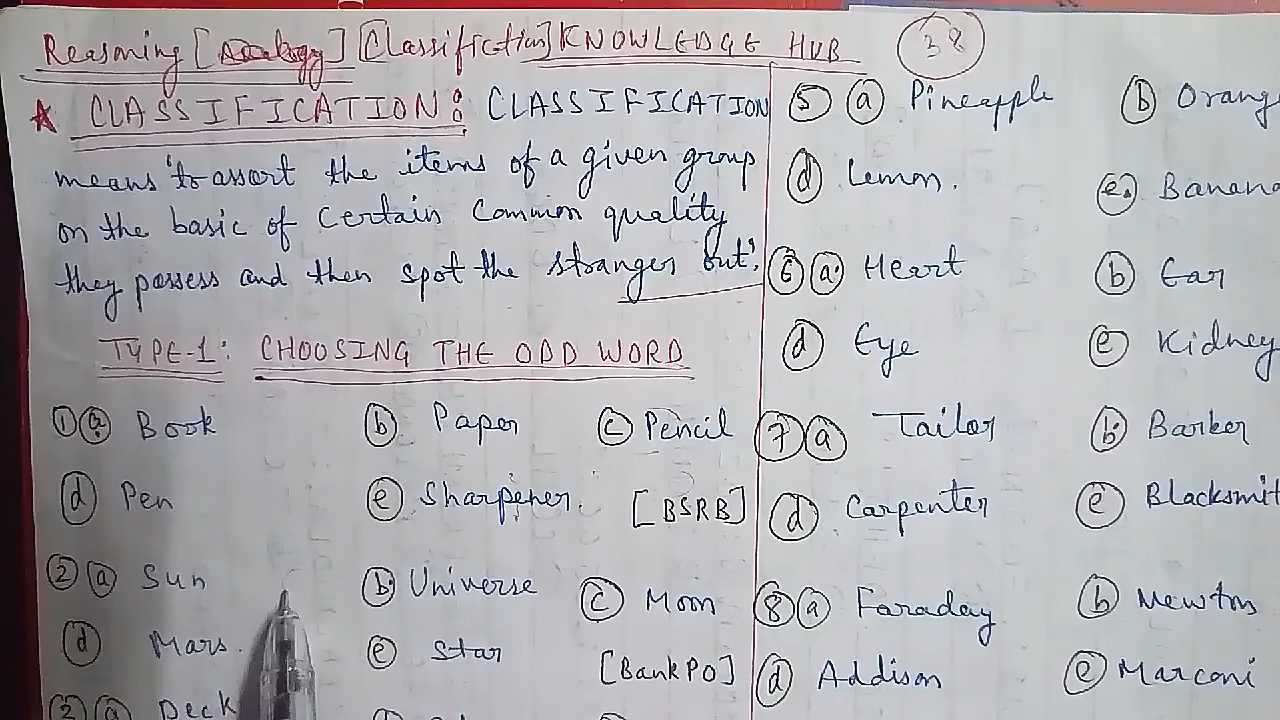 Reasoning [Analogy] [Classifiction] KNOWLEDGE HUB
38
* CLASSIFICATION: CLASSIFICATION
means 'to assort the items of a given group
on the basic of certain common quality
they possess and then spot the stranger out'.
TYPE-1: CHOOSING THE ODD WORD
① (a) Book (b) Paper (c) Pencil
(d) Pen (e) Sharpener. [BSRB]
② (a) Sun (b) Universe (c) Moon
(d) Mars. (e) Star [Bank PO]
(a) Deck
⑤ (a) Pineapple (b) Orang
(d) Lemon. (e) Banana
⑥ (a) Heart (b) Ear
(d) Eye (e) Kidney
⑦ (a) Tailor (b) Barker
(d) Carpenter (e) Blacksmit
⑧ (a) Faraday (b) Newton
(d) Addison (e) Marconi